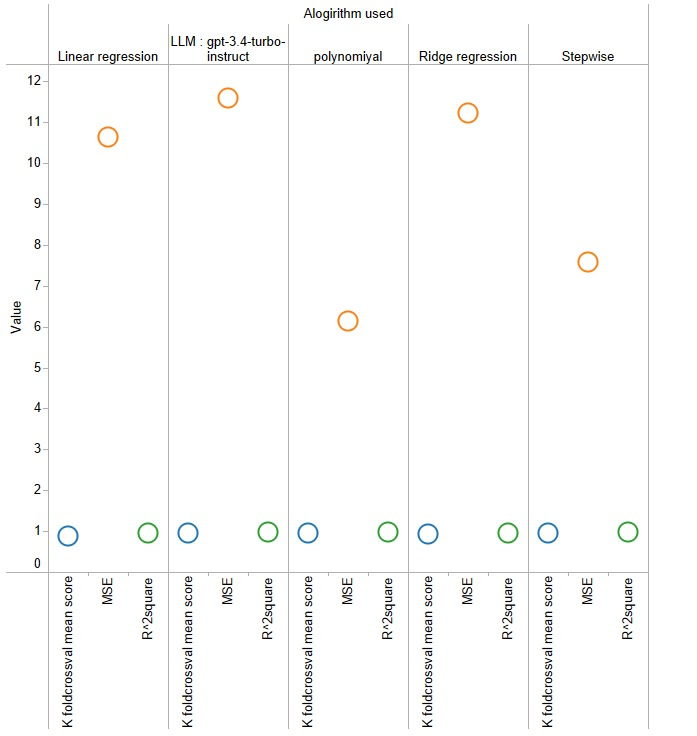 Alogirithm used
Linear regression
LLM : gpt-3.4-turbo-
instruct
polynomiyal
Ridge regression
Stepwise
12
11
10
9
8
7
6
5
4
3
2
1
0
Value
K foldcrossval mean score
MSE
R^2square
K foldcrossval mean score
MSE
R^2square
K foldcrossval mean score
MSE
R^2square
K foldcrossval mean score
MSE
R^2square
K foldcrossval mean score
MSE
R^2square